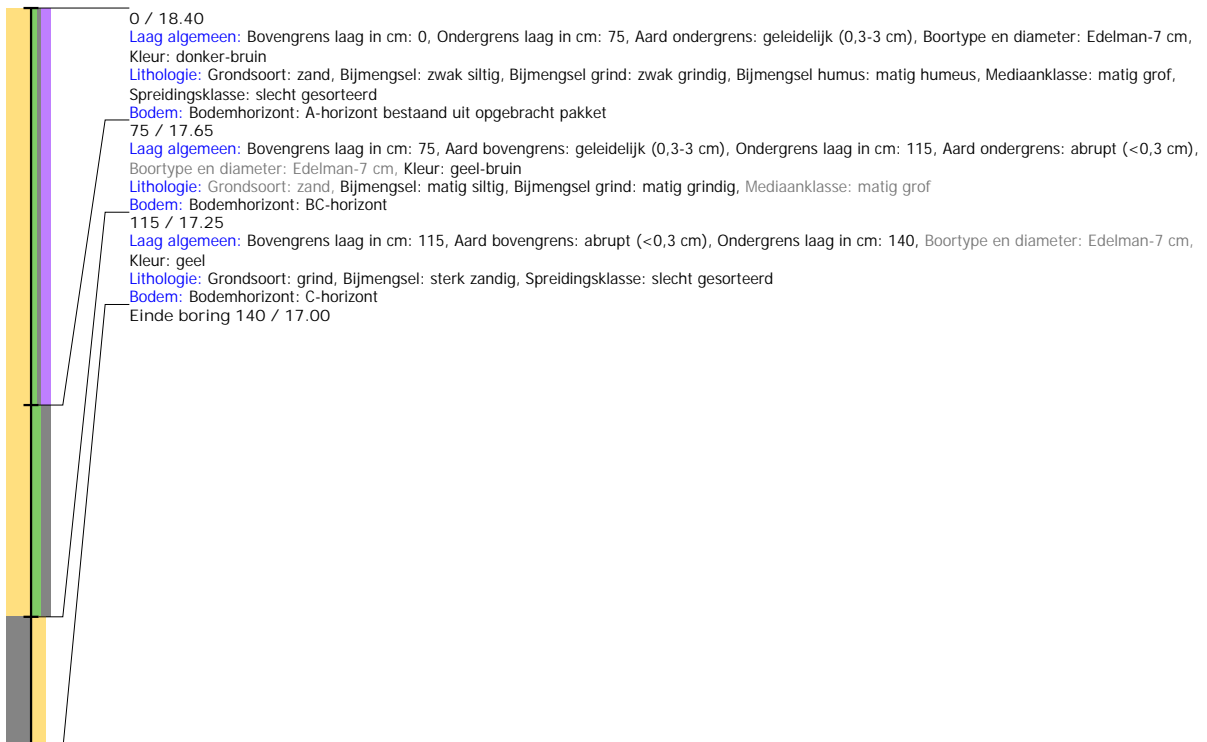 0 / 18.40
Laag algemeen: Bovengrens laag in cm: 0, Ondergrens laag in cm: 75, Aard ondergrens: geleidelijk (0,3-3 cm), Boortype en diameter: Edelman-7 cm,
Kleur: donker-bruin
Lithologie: Grondsoort: zand, Bijmengsel: zwak siltig, Bijmengsel grind: zwak grindig, Bijmengsel humus: matig humeus, Mediaanklasse: matig grof,
Spreidingsklasse: slecht gesorteerd
Bodem: Bodemhorizont: A-horizont bestaand uit opgebracht pakket
75 / 17.65
Laag algemeen: Bovengrens laag in cm: 75, Aard bovengrens: geleidelijk (0,3-3 cm), Ondergrens laag in cm: 115, Aard ondergrens: abrupt (<0,3 cm),
Boortype en diameter: Edelman-7 cm, Kleur: geel-bruin
Lithologie: Grondsoort: zand, Bijmengsel: matig siltig, Bijmengsel grind: matig grindig, Mediaanklasse: matig grof
Bodem: Bodemhorizont: BC-horizont
115 / 17.25
Laag algemeen: Bovengrens laag in cm: 115, Aard bovengrens: abrupt (<0,3 cm), Ondergrens laag in cm: 140, Boortype en diameter: Edelman-7 cm,
Kleur: geel
Lithologie: Grondsoort: grind, Bijmengsel: sterk zandig, Spreidingsklasse: slecht gesorteerd
Bodem: Bodemhorizont: C-horizont
Einde boring 140 / 17.00